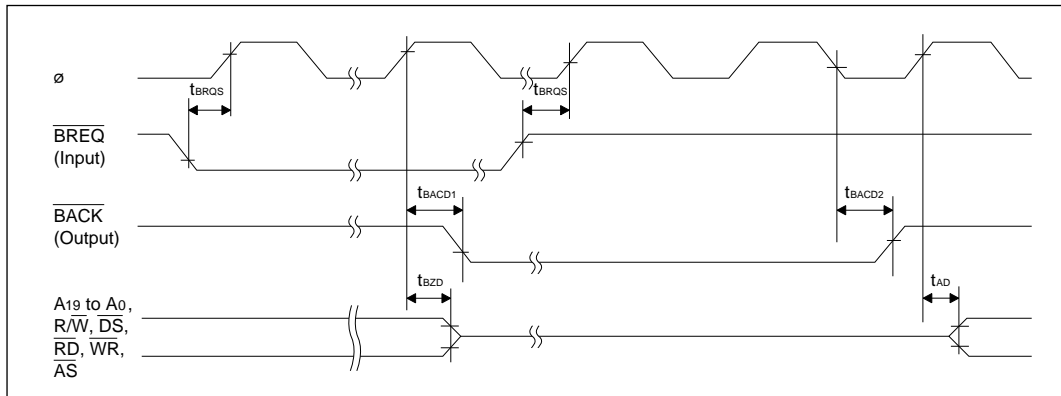 ø
tBRQS
tBRQS
BREQ
(Input)
tBACD1
tBACD2
BACK
(Output)
tBZD
tAD
A19 to A0,
R/W, DS,
RD, WR,
AS